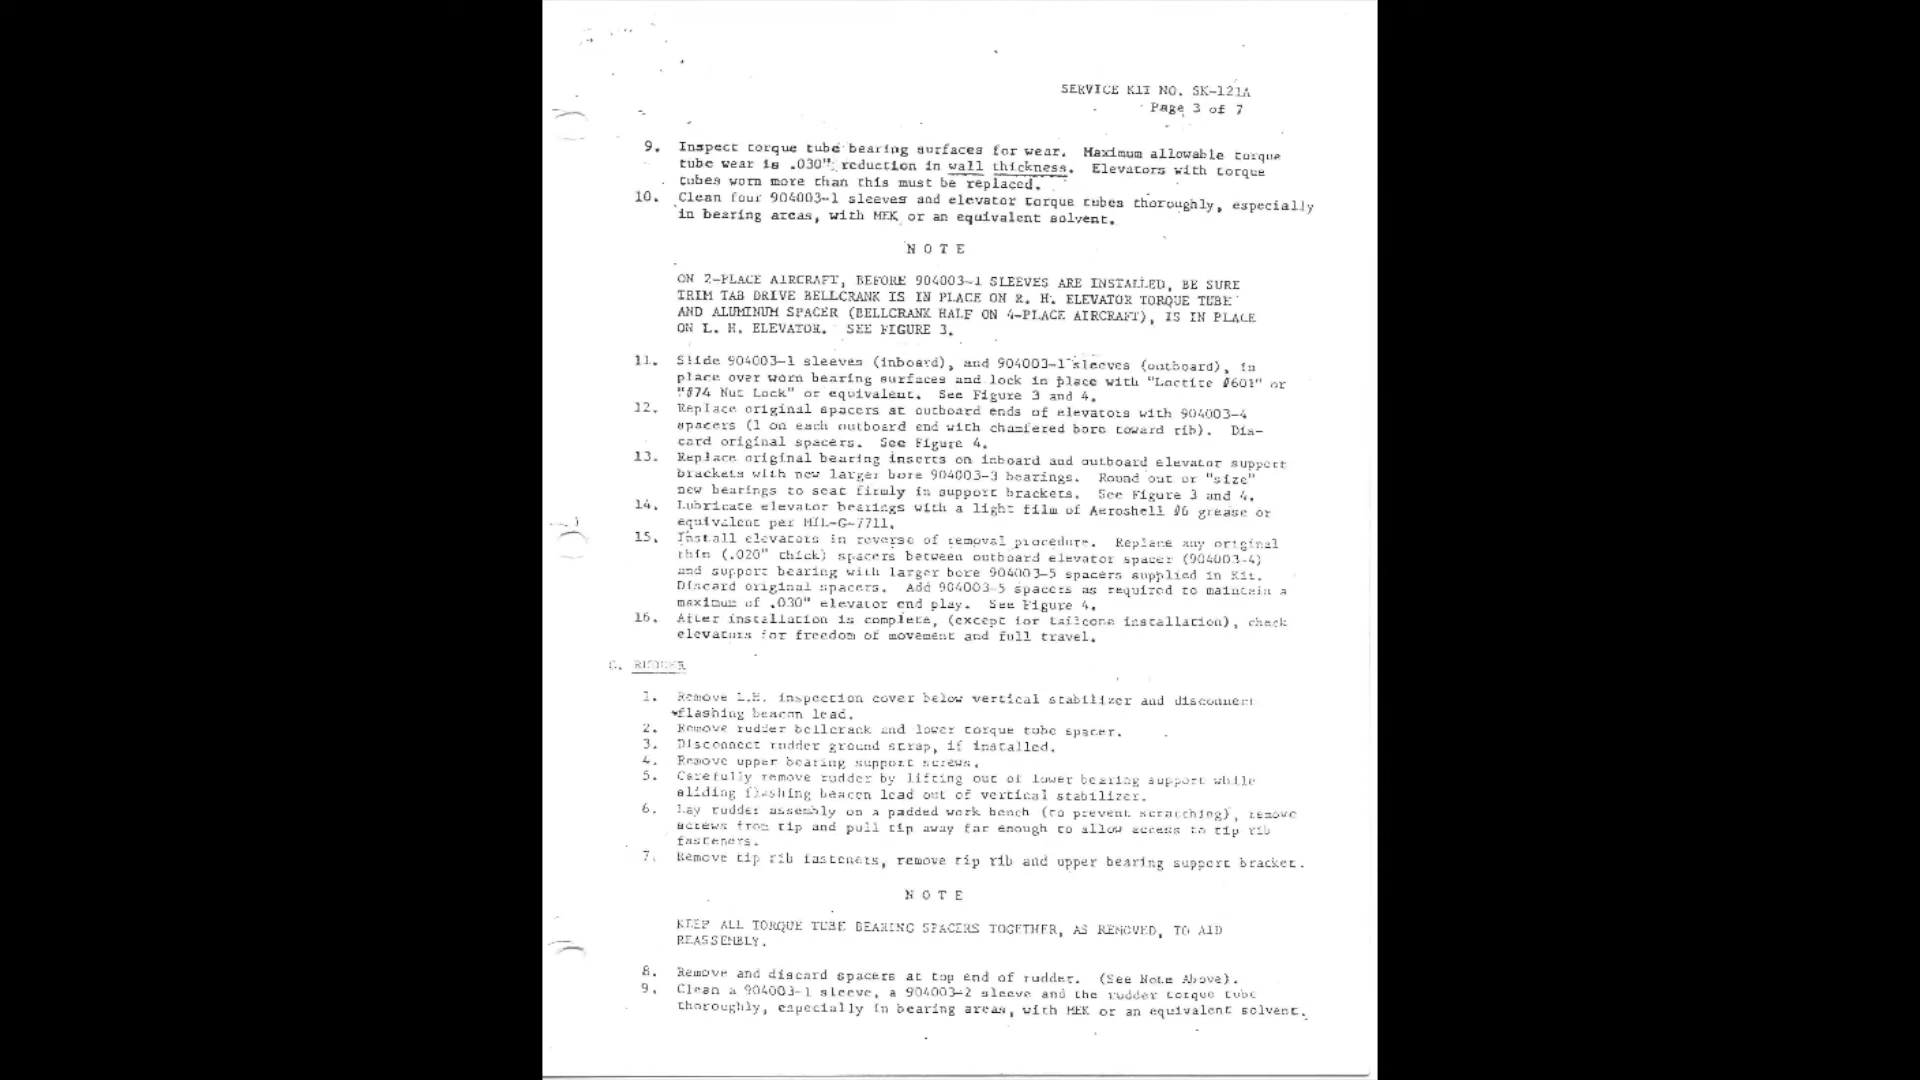 SERVICE KIT NO. SK-121A
Page 3 of 7
9. Inspect torque tube bearing surfaces for wear. Maximum allowable torque
tube wear is .030" reduction in wall thickness. Elevators with torque
tubes worn more than this must be replaced.
10. Clean four 904003-1 sleeves and elevator torque tubes thoroughly, especially
in bearing areas, with MEK or an equivalent solvent.
N O T E
ON 2-PLACE AIRCRAFT, BEFORE 904003-1 SLEEVES ARE INSTALLED, BE SURE
TRIM TAB DRIVE BELLCRANK IS IN PLACE ON R. H. ELEVATOR TORQUE TUBE
AND ALUMINUM SPACER (BELLCRANK HALF ON 4-PLACE AIRCRAFT), IS IN PLACE
ON L. H. ELEVATOR. SEE FIGURE 3.
11. Slide 904003-1 sleeves (inboard), and 904003-1 sleeves (outboard), in
place over worn bearing surfaces and lock in place with "Loctite #601" or
"#74 Nut Lock" or equivalent. See Figure 3 and 4.
12. Replace original spacers at outboard ends of elevators with 904003-4
spacers (1 on each outboard end with chamfered bore toward rib). Dis-
card original spacers. See Figure 4.
13. Replace original bearing inserts on inboard and outboard elevator support
brackets with new larger bore 904003-3 bearings. Round out or "size"
new bearings to seat firmly in support brackets. See Figure 3 and 4.
14. Lubricate elevator bearings with a light film of Aeroshell #6 grease or
equivalent per MIL-G-7711.
15. Install elevators in reverse of removal procedure. Replace any original
thin (.020" thick) spacers between outboard elevator spacer (904003-4)
and support bearing with larger bore 904003-5 spacers supplied in Kit.
Discard original spacers. Add 904003-5 spacers as required to maintain a
maximum of .030" elevator end play. See Figure 4.
16. After installation is complete, (except for tailcone installation), check
elevators for freedom of movement and full travel.
C. RUDDER
1. Remove L.H. inspection cover below vertical stabilizer and disconnect
flashing beacon lead.
2. Remove rudder bellcrank and lower torque tube spacer.
3. Disconnect rudder ground strap, if installed.
4. Remove upper bearing support screws.
5. Carefully remove rudder by lifting out of lower bearing support while
sliding flashing beacon lead out of vertical stabilizer.
6. Lay rudder assembly on a padded work bench (to prevent scratching), remove
screws from tip and pull tip away far enough to allow access to tip rib
fasteners.
7. Remove tip rib fasteners, remove tip rib and upper bearing support bracket.
N O T E
KEEP ALL TORQUE TUBE BEARING SPACERS TOGETHER, AS REMOVED, TO AID
REASSEMBLY.
8. Remove and discard spacers at top end of rudder. (See Note Above).
9. Clean a 904003-1 sleeve, a 904003-2 sleeve and the rudder torque tube
thoroughly, especially in bearing areas, with MEK or an equivalent solvent.